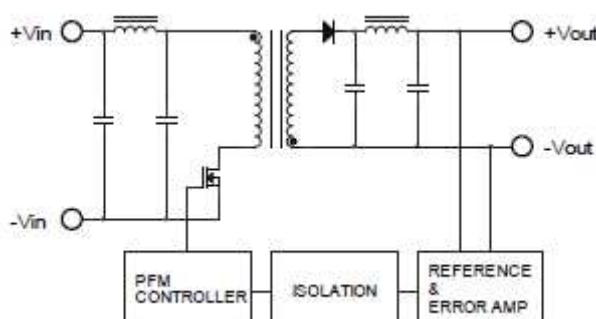 +Vin
+Vout
-Vout
-Vin
PFM
CONTROLLER
ISOLATION
REFERENCE
&
ERROR AMP